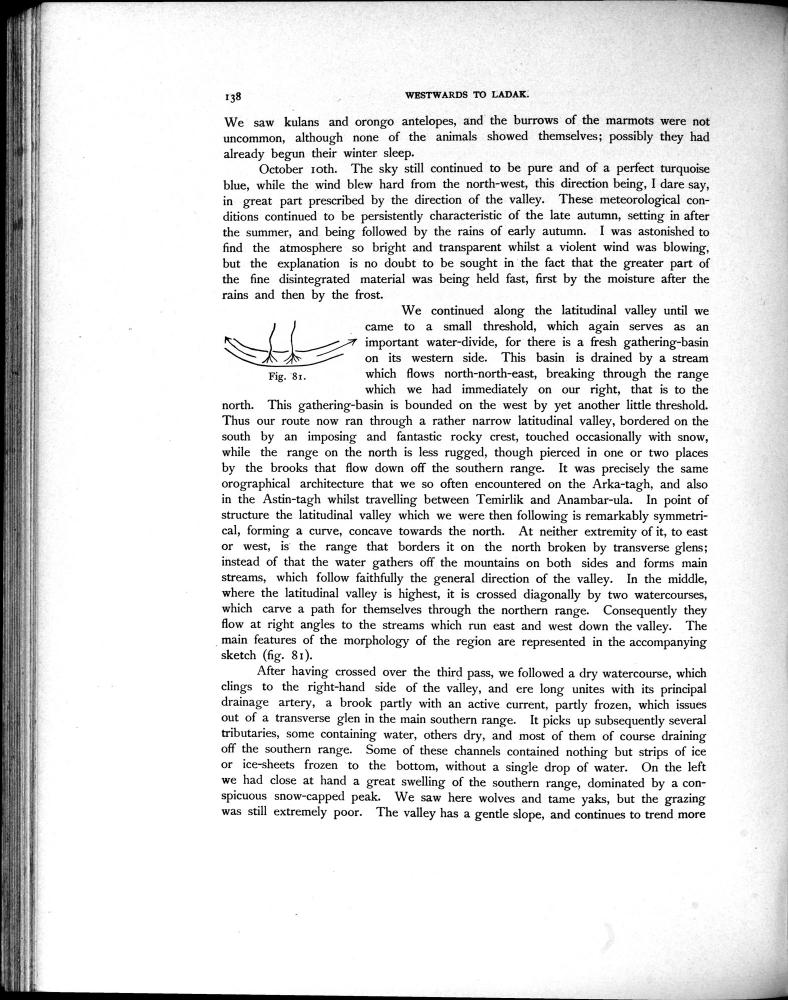 138
WESTWARDS TO LADAK.
We saw kulans and orongo antelopes, and the burrows of the marmots were not
uncommon, although none of the animals showed themselves; possibly they had
already begun their winter sleep.
October 10th. The sky still continued to be pure and of a perfect turquoise
blue, while the wind blew hard from the north-west, this direction being, I dare say,
in great part prescribed by the direction of the valley. These meteorological con-
ditions continued to be persistently characteristic of the late autumn, setting in after
the summer, and being followed by the rains of early autumn. I was astonished to
find the atmosphere so bright and transparent whilst a violent wind was blowing,
but the explanation is no doubt to be sought in the fact that the greater part of
the fine disintegrated material was being held fast, first by the moisture after the
rains and then by the frost.
We continued along the latitudinal valley until we
came to a small threshold, which again serves as an
important water-divide, for there is a fresh gathering-basin
on its western side. This basin is drained by a stream
which flows north-north-east, breaking through the range
which we had immediately on our right, that is to the
Fig. 81.
north. This gathering-basin is bounded on the west by yet another little threshold.
Thus our route now ran through a rather narrow latitudinal valley, bordered on the
south by an imposing and fantastic rocky crest, touched occasionally with snow,
while the range on the north is less rugged, though pierced in one or two places
by the brooks that flow down off the southern range. It was precisely the same
orographical architecture that we so often encountered on the Arka-tagh, and also
in the Astin-tagh whilst travelling between Temirlik and Anambar-ula. In point of
structure the latitudinal valley which we were then following is remarkably symmetri-
cal, forming a curve, concave towards the north. At neither extremity of it, to east
or west, is the range that borders it on the north broken by transverse glens;
instead of that the water gathers off the mountains on both sides and forms main
streams, which follow faithfully the general direction of the valley. In the middle,
where the latitudinal valley is highest, it is crossed diagonally by two watercourses,
which carve a path for themselves through the northern range. Consequently they
flow at right angles to the streams which run east and west down the valley. The
main features of the morphology of the region are represented in the accompanying
sketch (fig. 81).
After having crossed over the third pass, we followed a dry watercourse, which
clings to the right-hand side of the valley, and ere long unites with its principal
drainage artery, a brook partly with an active current, partly frozen, which issues
out of a transverse glen in the main southern range. It picks up subsequently several
tributaries, some containing water, others dry, and most of them of course draining
off the southern range. Some of these channels contained nothing but strips of ice
or ice-sheets frozen to the bottom, without a single drop of water. On the left
we had close at hand a great swelling of the southern range, dominated by a con-
spicuous snow-capped peak. We saw here wolves and tame yaks, but the grazing
was still extremely poor. The valley has a gentle slope, and continues to trend more